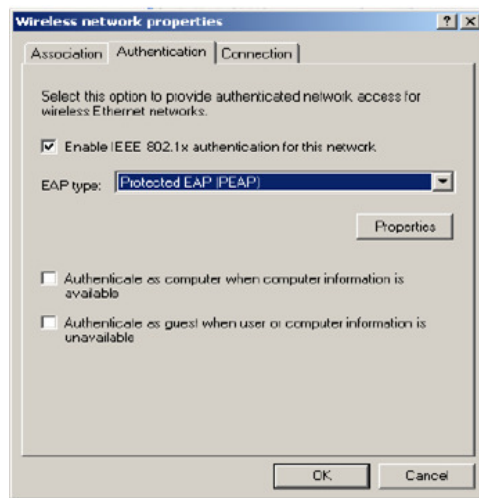 Wireless network properties
Association
Authentication
Connection
Select this option to provide authenticated network access for
wireless Ethernet networks.
Enable IEEE 802.1x authentication for this network
EAP type:
Protected EAP (PEAP)
Properties
Authenticate as computer when computer information is
available
Authenticate as guest when user or computer information is
unavailable
OK
Cancel